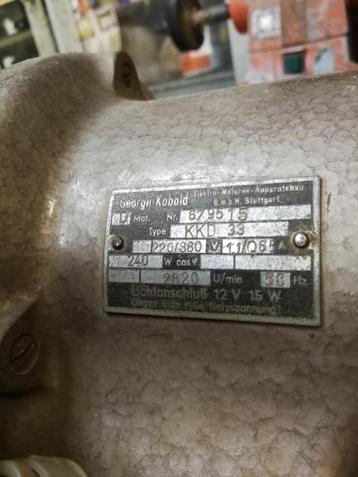 Georgii-Kobold Elektro-Motoren-Apparatebau
G.m.b.H. Stuttgart
D Mot. Nr. 679515
Type KKD 33
220/380 V 1,1/0,65 A
240 W cos φ
2820 U/min 50 Hz
Lichtanschluß 12 V 15 W
Netzspannung!